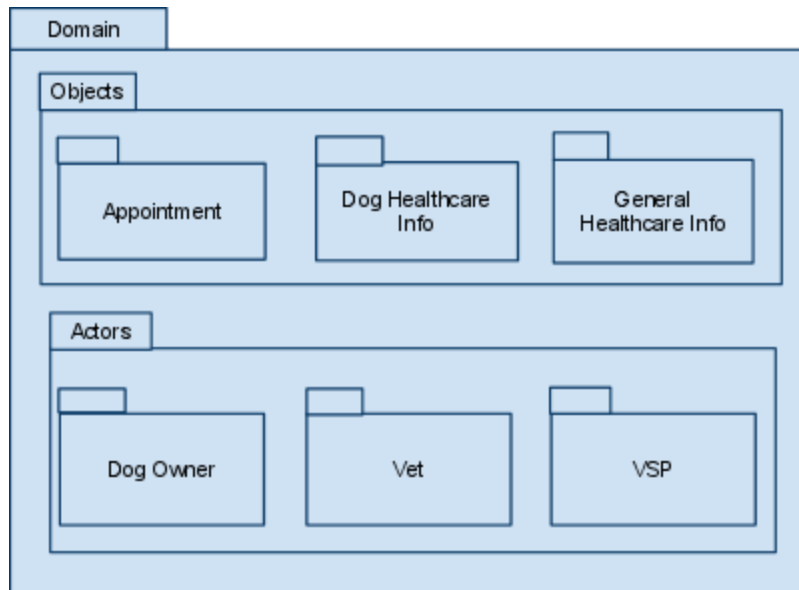 Domain
Objects
Appointment
Dog Healthcare
Info
General
Healthcare Info
Actors
Dog Owner
Vet
VSP